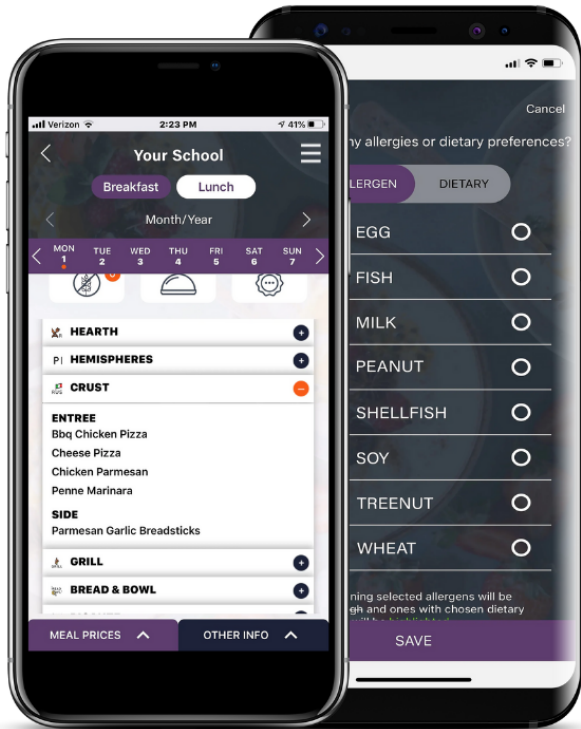 Verizon
2:23 PM
41%
Your School
Breakfast
Lunch
Month/Year
MON
TUE
WED
THU
FRI
SAT
SUN
1
2
3
4
5
6
7
HEARTH
HEMISPHERES
CRUST
ENTREE
Bbq Chicken Pizza
Cheese Pizza
Chicken Parmesan
Penne Marinara
SIDE
Parmesan Garlic Breadsticks
GRILL
BREAD & BOWL
MEAL PRICES
OTHER INFO
Cancel
ny allergies or dietary preferences?
LERGEN
DIETARY
EGG
FISH
MILK
PEANUT
SHELLFISH
SOY
TREENUT
WHEAT
ning selected allergens will be
gh and ones with chosen dietary
will be highlighted!
SAVE